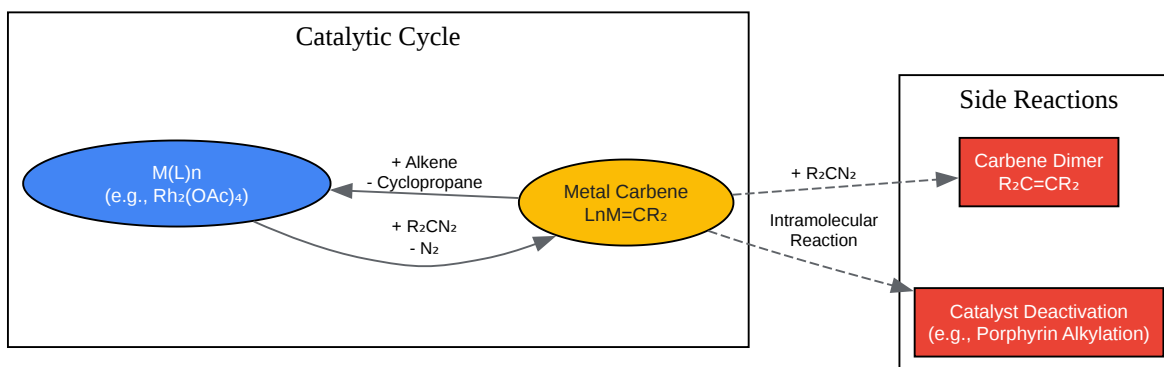 Catalytic Cycle
M(L)n
(e.g., Rh₂(OAc)₄)
+ Alkene
- Cyclopropane
+ R₂CN₂
- N₂
Metal Carbene
LnM=CR₂
+ R₂CN₂
Intramolecular
Reaction
Side Reactions
Carbene Dimer
R₂C=CR₂
Catalyst Deactivation
(e.g., Porphyrin Alkylation)